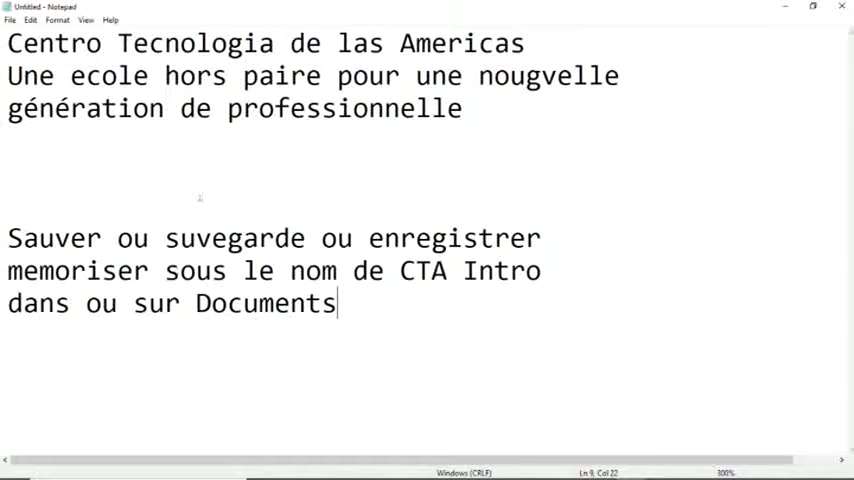 Untitled - Notepad
File Edit Format View Help
Centro Tecnologia de las Americas
Une ecole hors paire pour une nougvelle
génération de professionnelle
Sauver ou suvegarde ou enregistrer
memoriser sous le nom de CTA Intro
dans ou sur Documents
Windows (CRLF) Ln 9, Col 22 300%